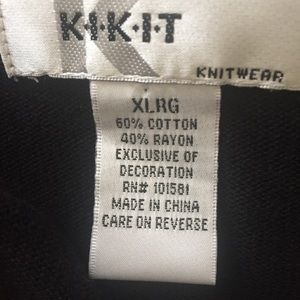 K·I·K·I·T
KNITWEAR
XLRG
60% COTTON
40% RAYON
EXCLUSIVE OF
DECORATION
RN# 101581
MADE IN CHINA
CARE ON REVERSE